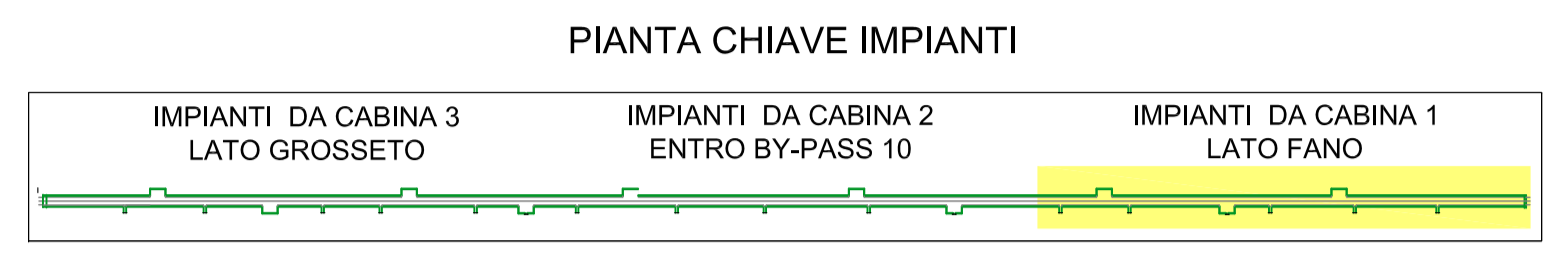 PIANTA CHIAVE IMPIANTI
IMPIANTI DA CABINA 3
LATO GROSSETO
IMPIANTI DA CABINA 2
ENTRO BY-PASS 10
IMPIANTI DA CABINA 1
LATO FANO